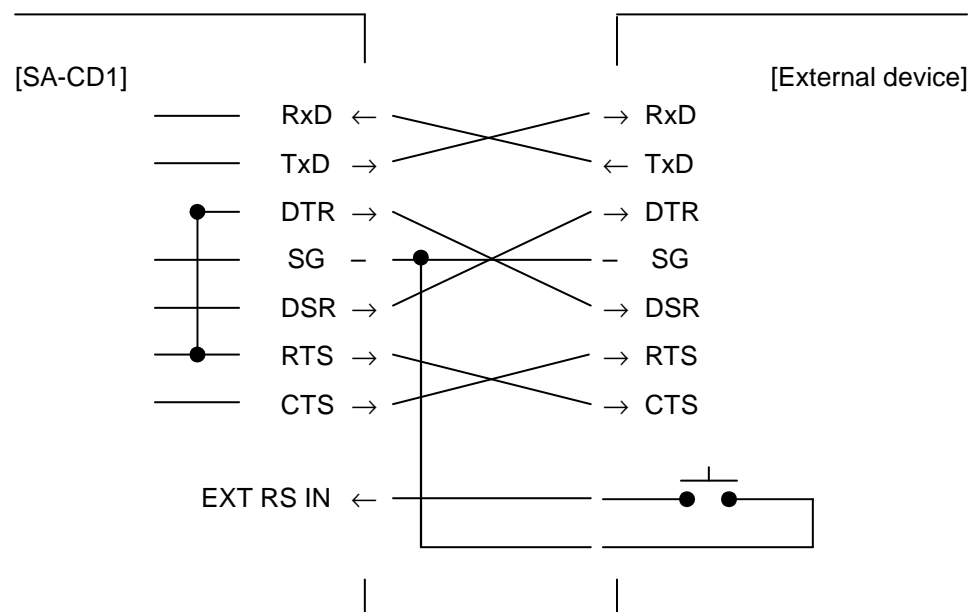 [SA-CD1] [External device]
RxD ← → RxD
TxD → ← TxD
DTR → → DTR
SG – – SG
DSR → → DSR
RTS → → RTS
CTS → → CTS
EXT RS IN ←